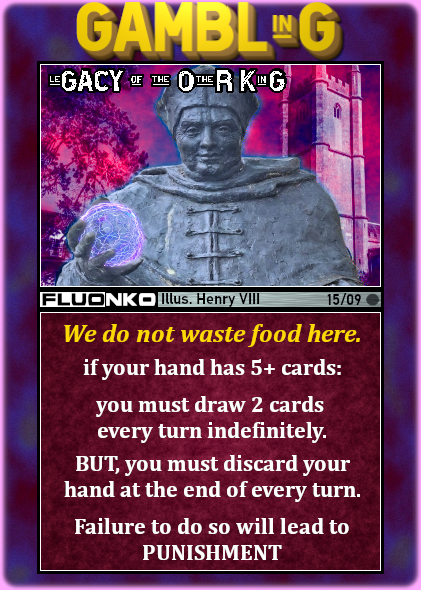 GAMBLinG
leGACY OF THE OtheR KinG
FLUONKO Illus. Henry VIII 15/09
We do not waste food here.
if your hand has 5+ cards:
you must draw 2 cards
every turn indefinitely.
BUT, you must discard your
hand at the end of every turn.
Failure to do so will lead to
PUNISHMENT